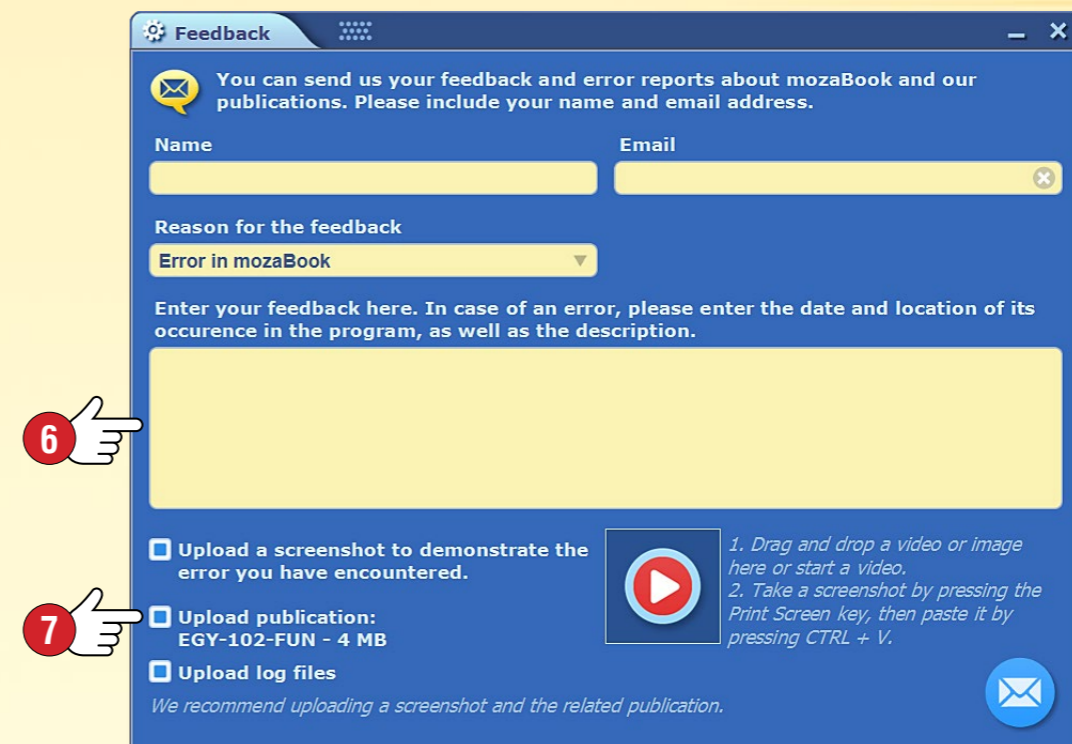 Feedback
You can send us your feedback and error reports about mozaBook and our
publications. Please include your name and email address.
Name
Email
Reason for the feedback
Error in mozaBook
Enter your feedback here. In case of an error, please enter the date and location of its
occurence in the program, as well as the description.
6
Upload a screenshot to demonstrate the
error you have encountered.
1. Drag and drop a video or image
here or start a video.
2. Take a screenshot by pressing the
Print Screen key, then paste it by
pressing CTRL + V.
7
Upload publication:
EGY-102-FUN - 4 MB
Upload log files
We recommend uploading a screenshot and the related publication.